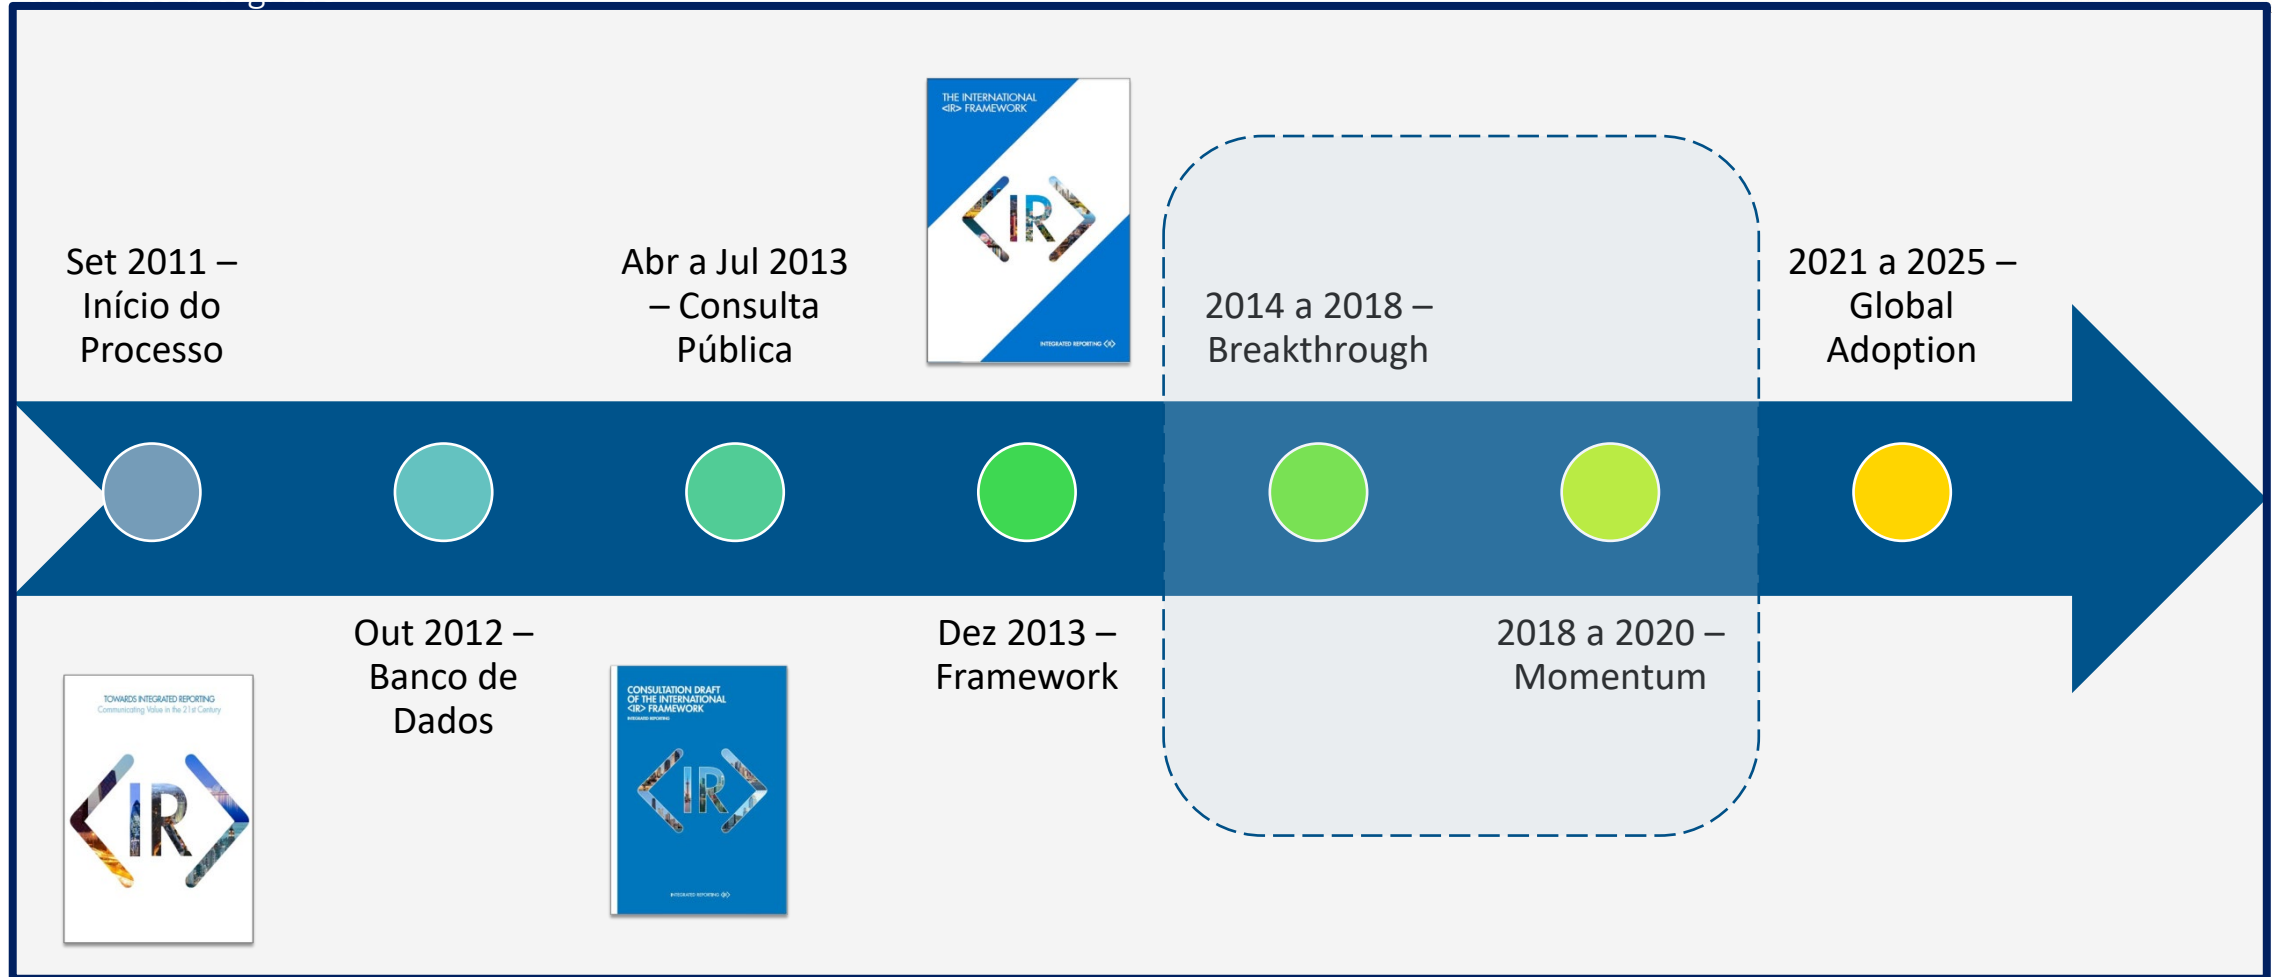 THE INTERNATIONAL
<IR> FRAMEWORK
IR
INTEGRATED REPORTING <IR>
Set 2011 –
Início do
Processo
Abr a Jul 2013
– Consulta
Pública
2014 a 2018 –
Breakthrough
2021 a 2025 –
Global
Adoption
Out 2012 –
Banco de
Dados
Dez 2013 –
Framework
2018 a 2020 –
Momentum
TOWARDS INTEGRATED REPORTING
Communicating Value in the 21st Century
<IR>
CONSULTATION DRAFT
OF THE INTERNATIONAL
<IR> FRAMEWORK
INTEGRATED REPORTING
<IR>
INTEGRATED REPORTING <IR>